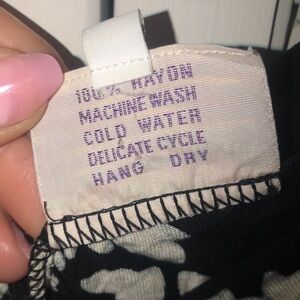 100% RAYON
MACHINE WASH
COLD WATER
DELICATE CYCLE
HANG DRY